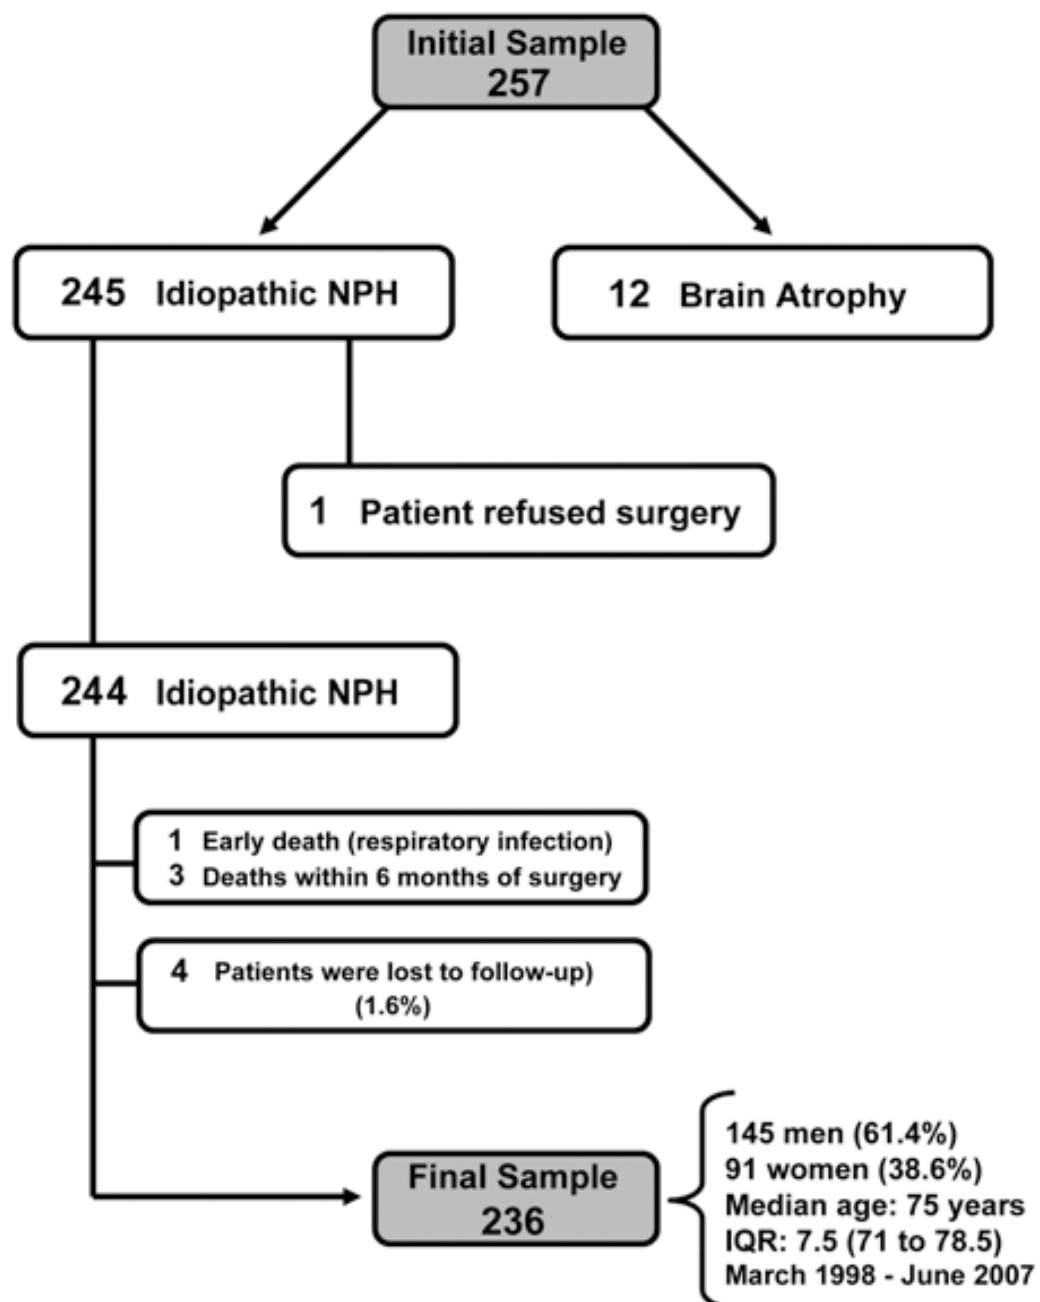 Initial Sample
257
245 Idiopathic NPH
12 Brain Atrophy
1 Patient refused surgery
244 Idiopathic NPH
1 Early death (respiratory infection)
3 Deaths within 6 months of surgery
4 Patients were lost to follow-up)
(1.6%)
Final Sample
236
145 men (61.4%)
91 women (38.6%)
Median age: 75 years
IQR: 7.5 (71 to 78.5)
March 1998 - June 2007